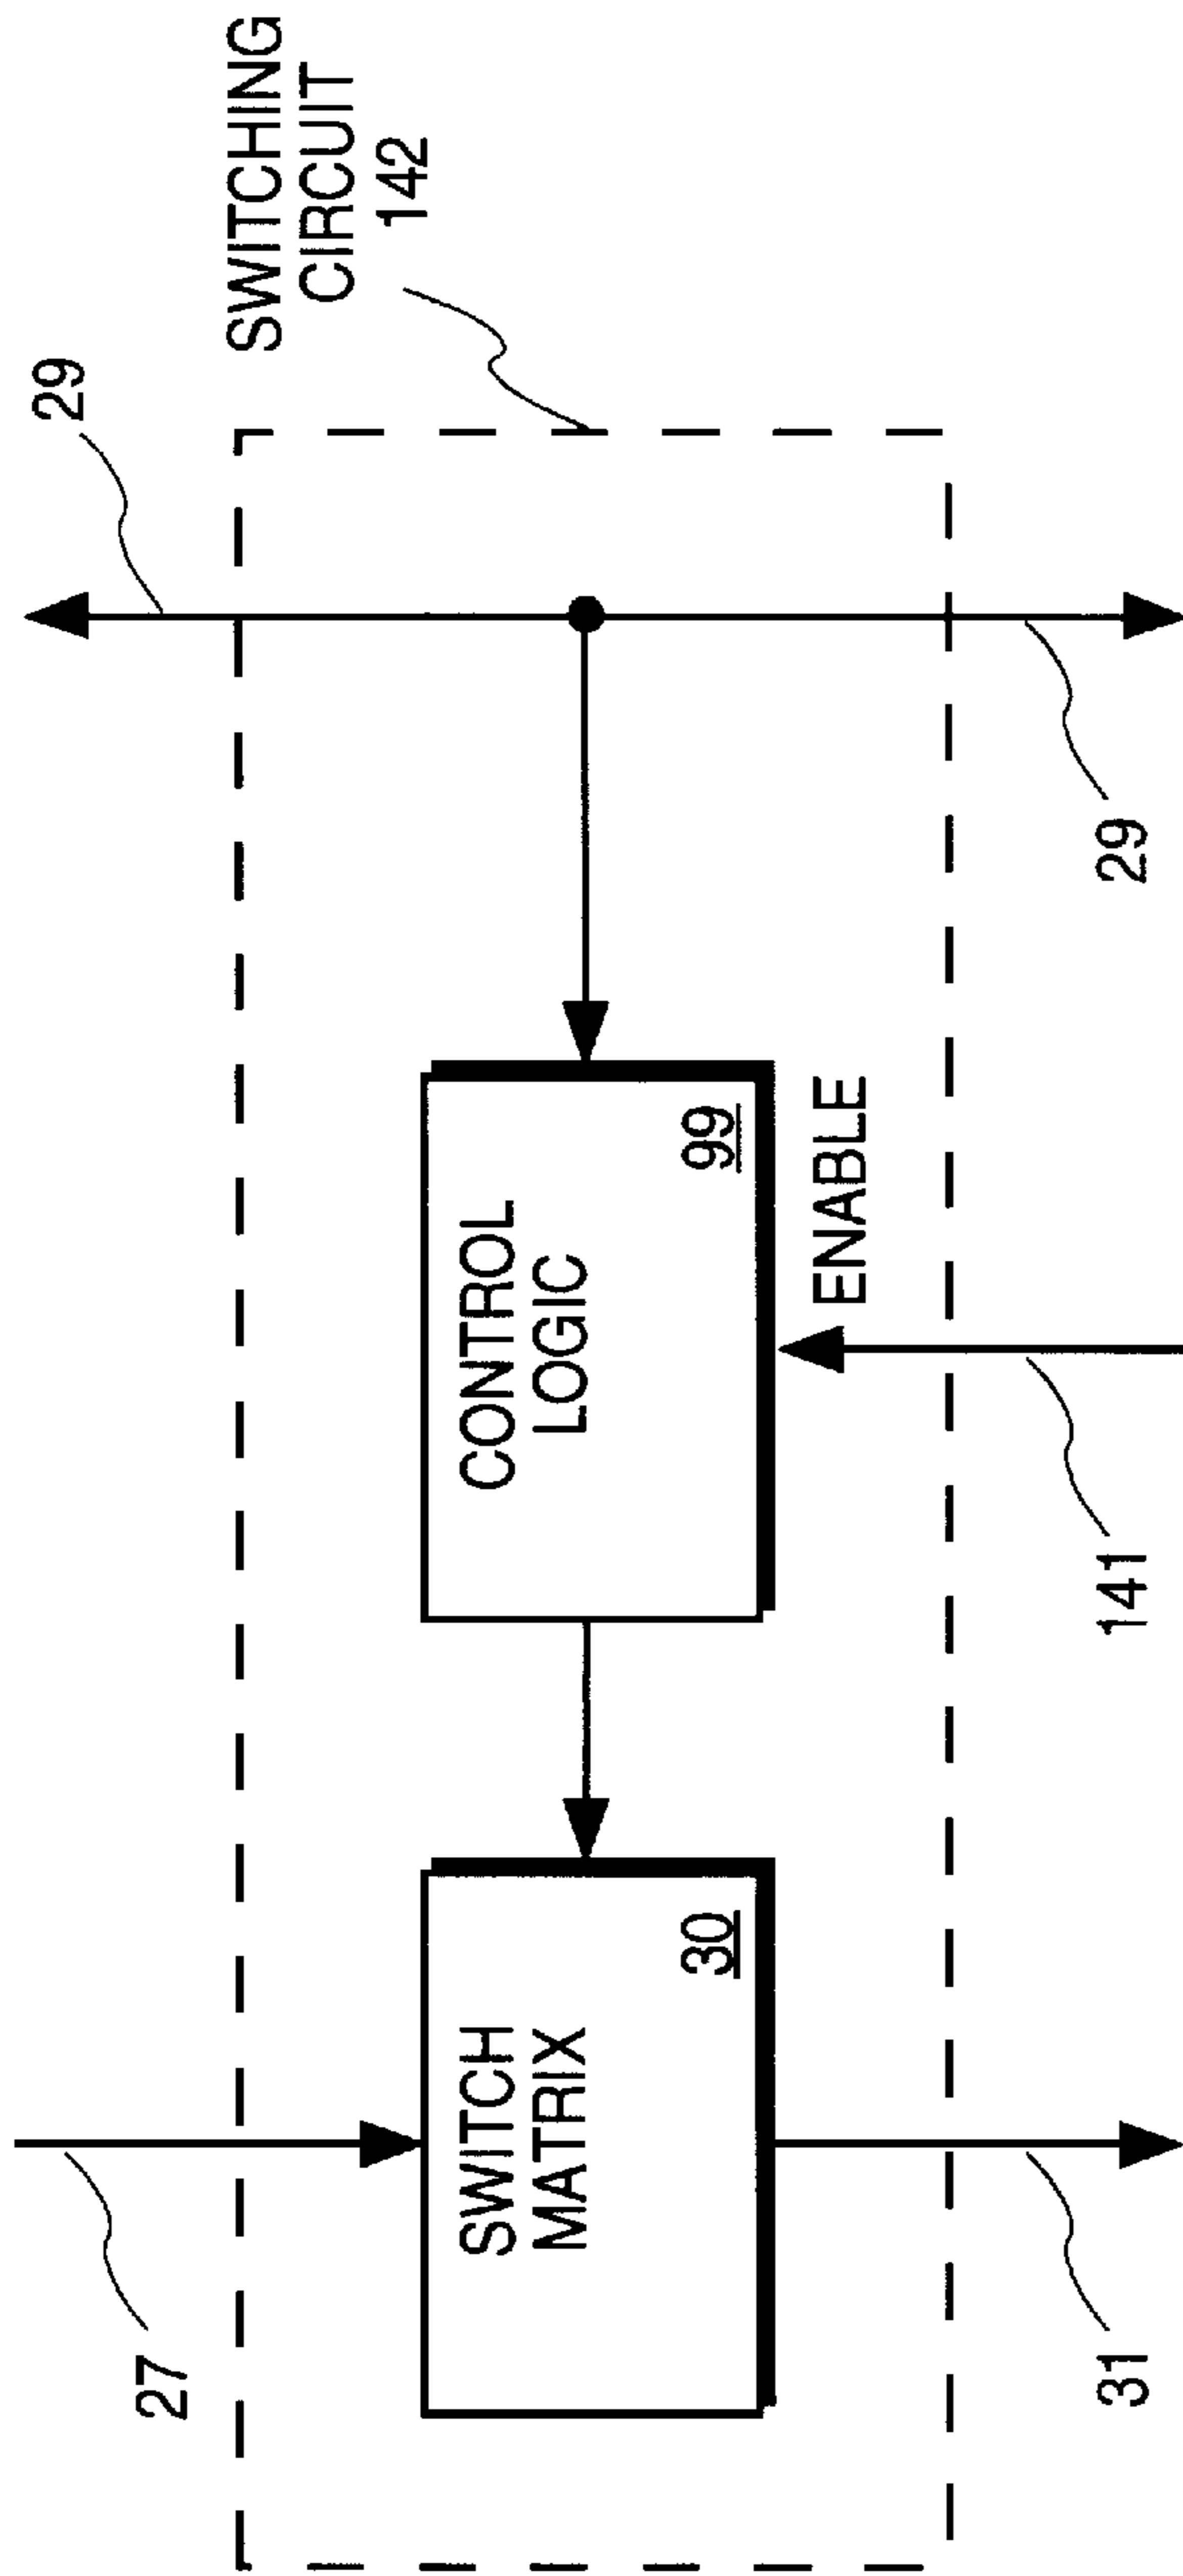 SWITCHING
CIRCUIT
142
29
29
CONTROL
LOGIC
99
ENABLE
141
SWITCH
MATRIX
30
27
31